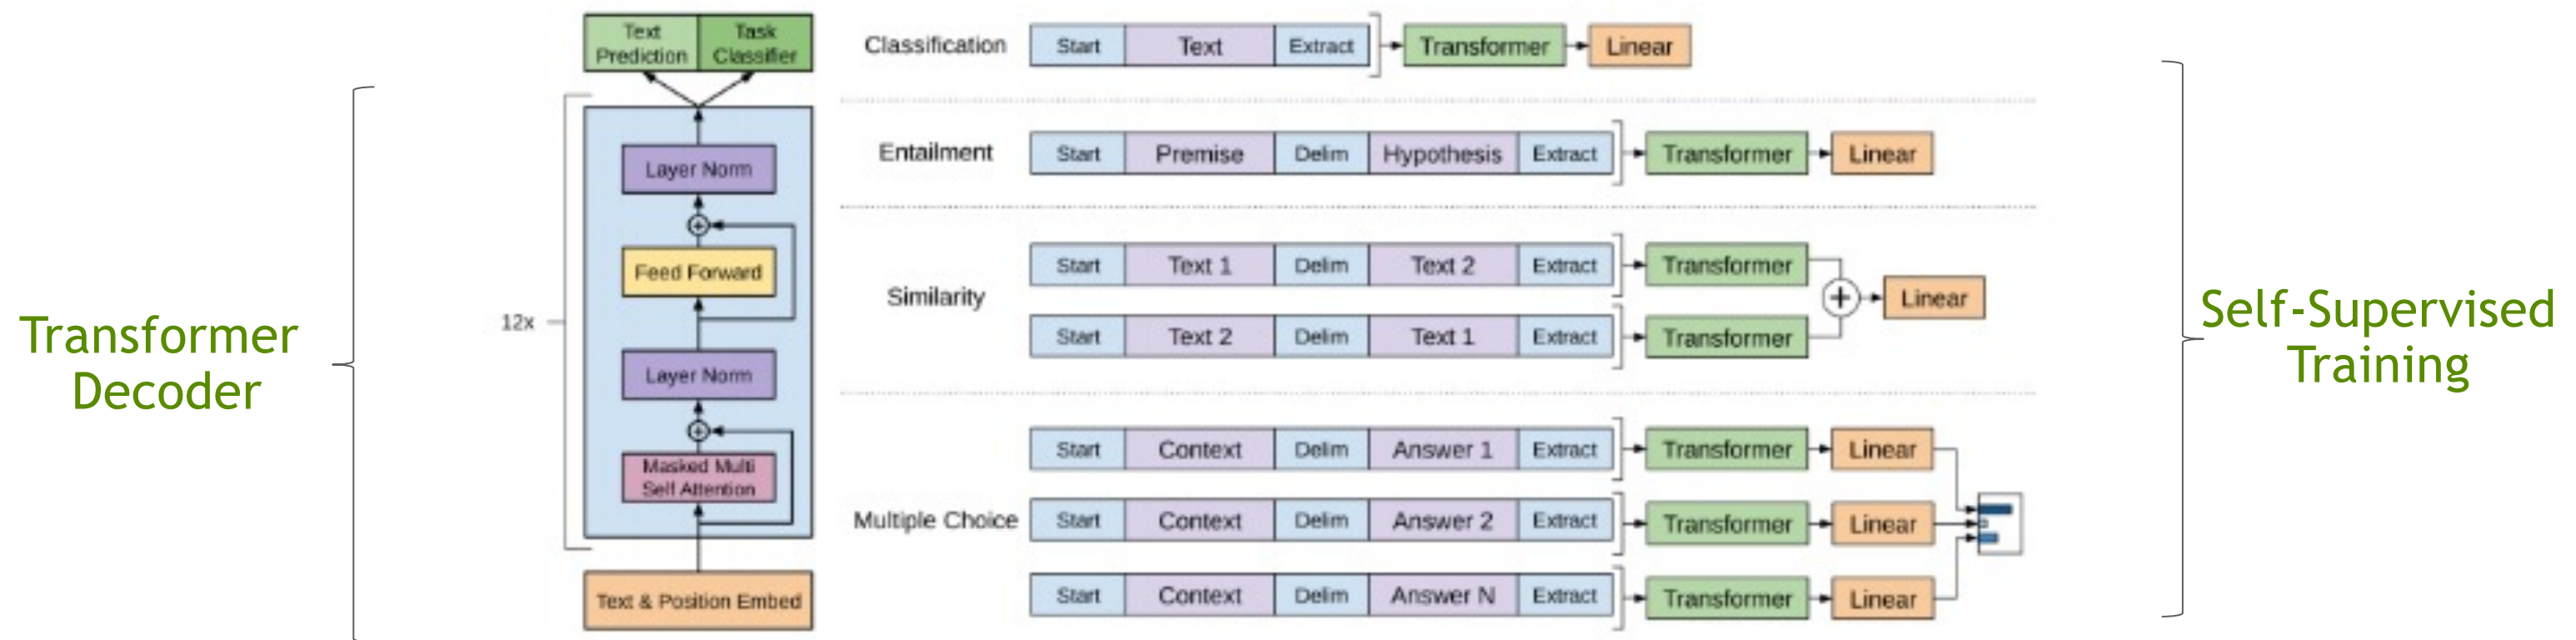 Transformer
Decoder
12x
Text
Prediction
Task
Classifier
Layer Norm
Feed Forward
Layer Norm
Masked Multi
Self Attention
Text & Position Embed
Classification
Start Text Extract Transformer Linear
Entailment
Start Premise Delim Hypothesis Extract Transformer Linear
Similarity
Start Text 1 Delim Text 2 Extract Transformer
Linear
Start Text 2 Delim Text 1 Extract Transformer
Multiple Choice
Start Context Delim Answer 1 Extract Transformer Linear
Start Context Delim Answer 2 Extract Transformer Linear
Start Context Delim Answer N Extract Transformer Linear
Self-Supervised
Training